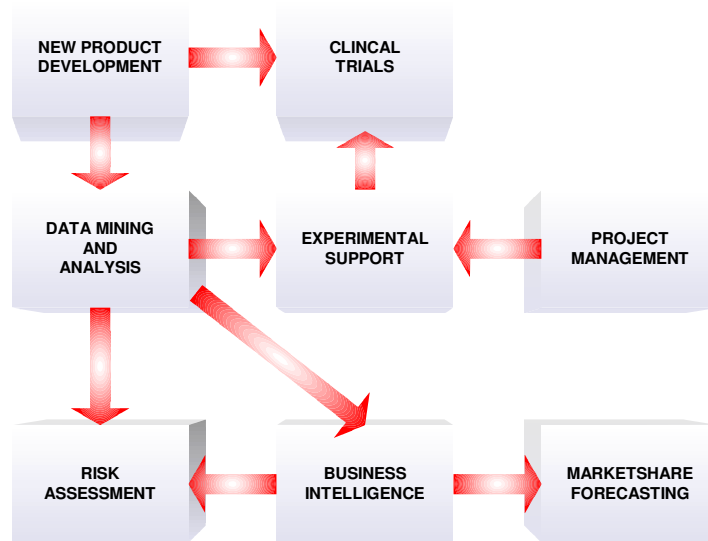 NEW PRODUCT
DEVELOPMENT
CLINCAL
TRIALS
DATA MINING
AND
ANALYSIS
EXPERIMENTAL
SUPPORT
PROJECT
MANAGEMENT
RISK
ASSESSMENT
BUSINESS
INTELLIGENCE
MARKETSHARE
FORECASTING